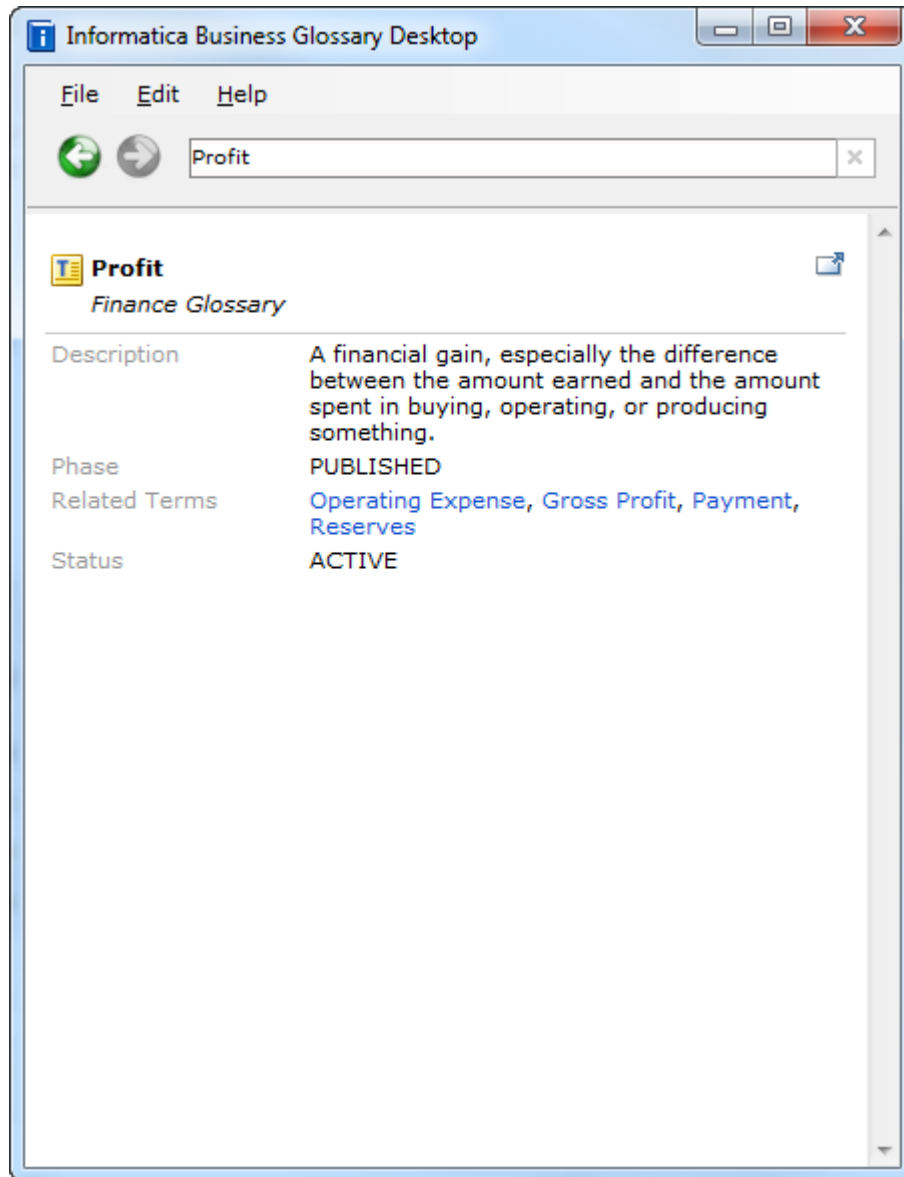 Informatica Business Glossary Desktop
File Edit Help
Profit
Profit
Finance Glossary
Description A financial gain, especially the difference
between the amount earned and the amount
spent in buying, operating, or producing
something.
Phase PUBLISHED
Related Terms Operating Expense, Gross Profit, Payment,
Reserves
Status ACTIVE